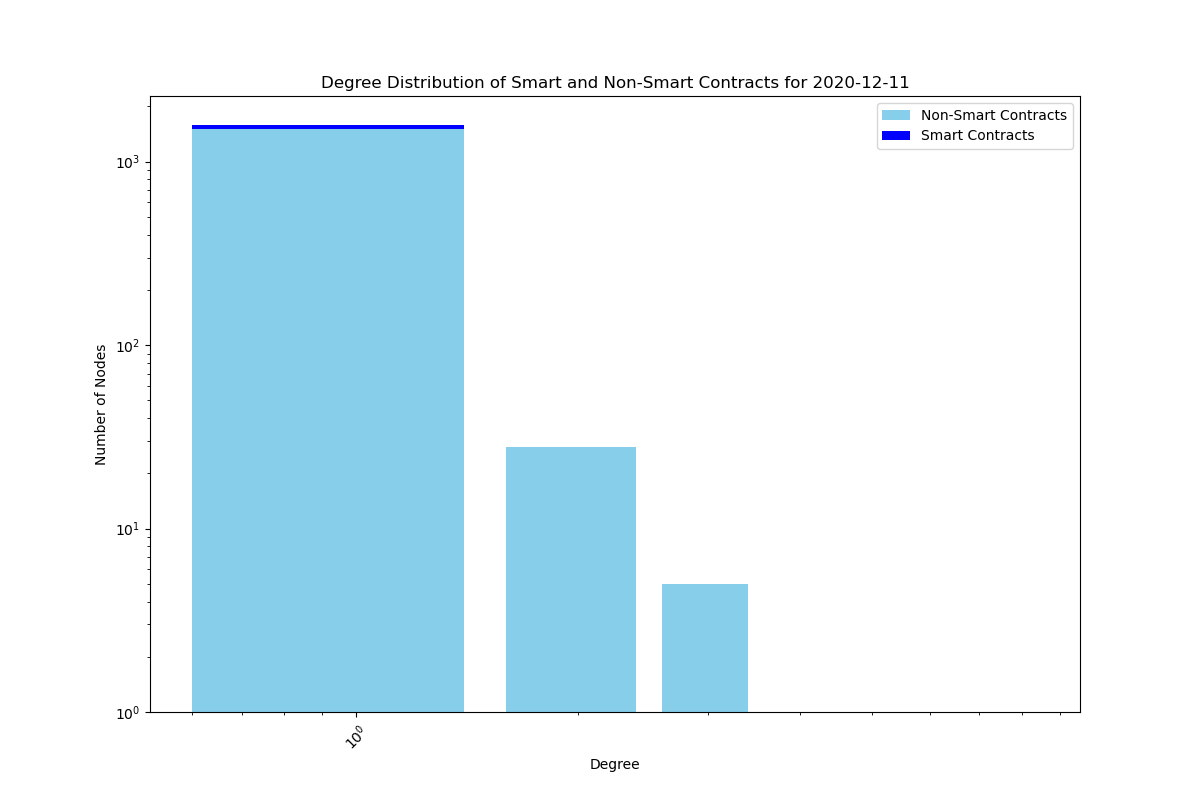 Degree Distribution of Smart and Non-Smart Contracts for 2020-12-11
Non-Smart Contracts
Smart Contracts
10³
10²
10¹
10⁰
Number of Nodes
10⁰
Degree